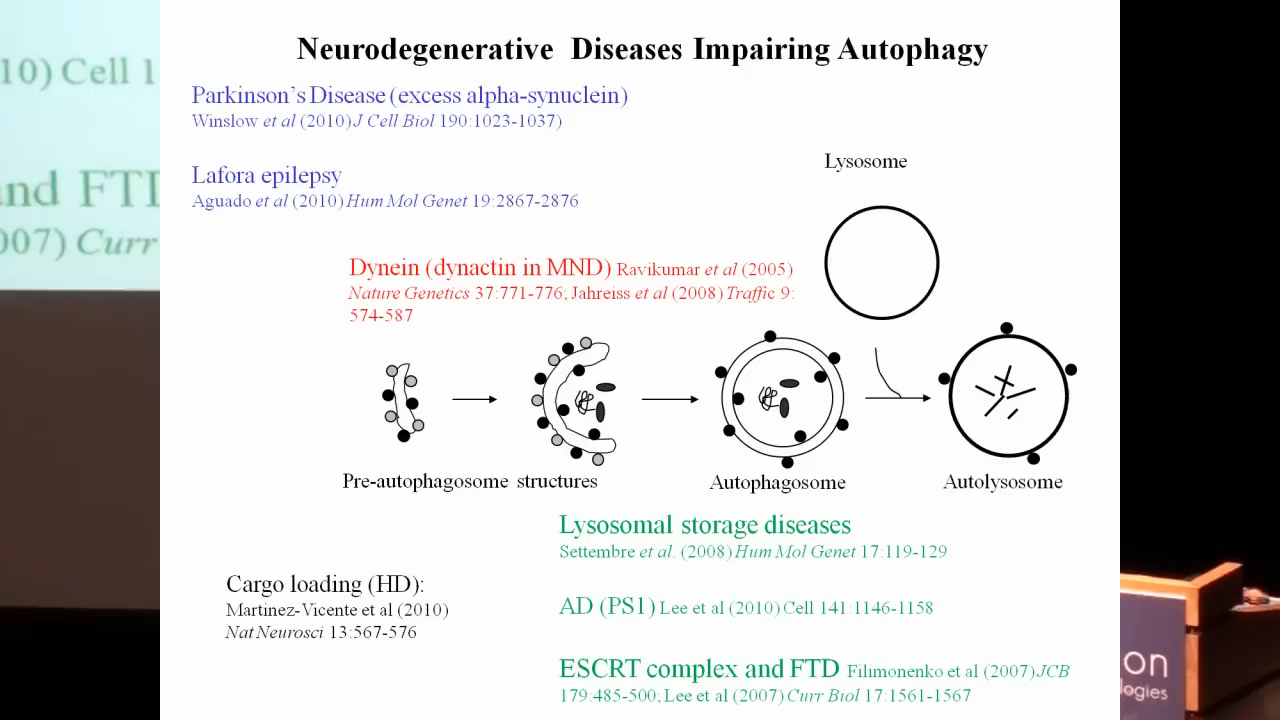 Neurodegenerative Diseases Impairing Autophagy
10) Cell 1
Parkinson's Disease (excess alpha-synuclein)
Winslow et al (2010) J Cell Biol 190:1023-1037)
Lysosome
and FTD
007) Curr
Lafora epilepsy
Aguado et al (2010) Hum Mol Genet 19:2867-2876
Dynein (dynactin in MND) Ravikumar et al (2005)
Nature Genetics 37:771-776; Jahreiss et al (2008) Traffic 9:
574-587
Pre-autophagosome structures
Autophagosome
Autolysosome
Lysosomal storage diseases
Settembre et al. (2008) Hum Mol Genet 17:119-129
Cargo loading (HD):
Martinez-Vicente et al (2010)
Nat Neurosci 13:567-576
AD (PS1) Lee et al (2010) Cell 141:1146-1158
ESCRT complex and FTD Filimonenko et al (2007) JCB
179:485-500; Lee et al (2007) Curr Biol 17:1561-1567
on
logies